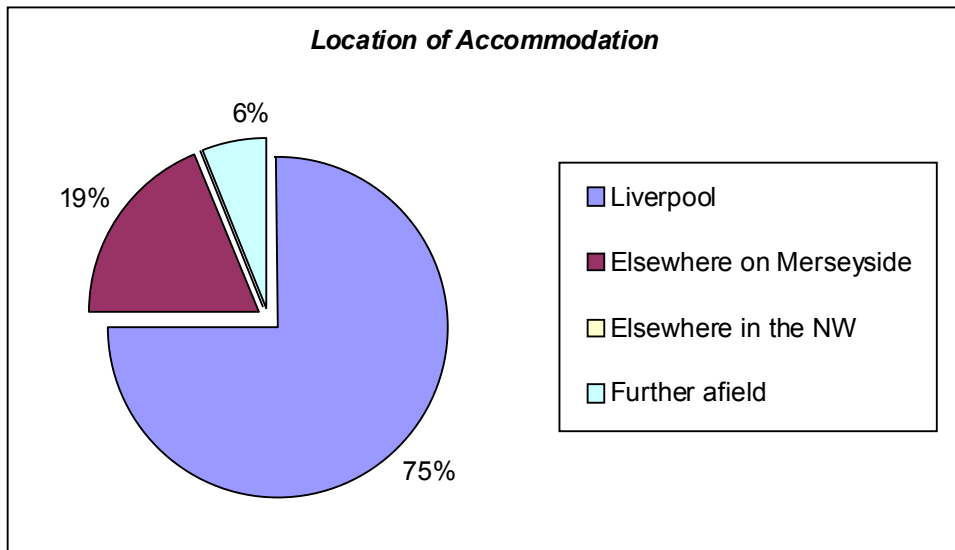 Location of Accommodation
6%
19%
75%
Liverpool
Elsewhere on Merseyside
Elsewhere in the NW
Further afield